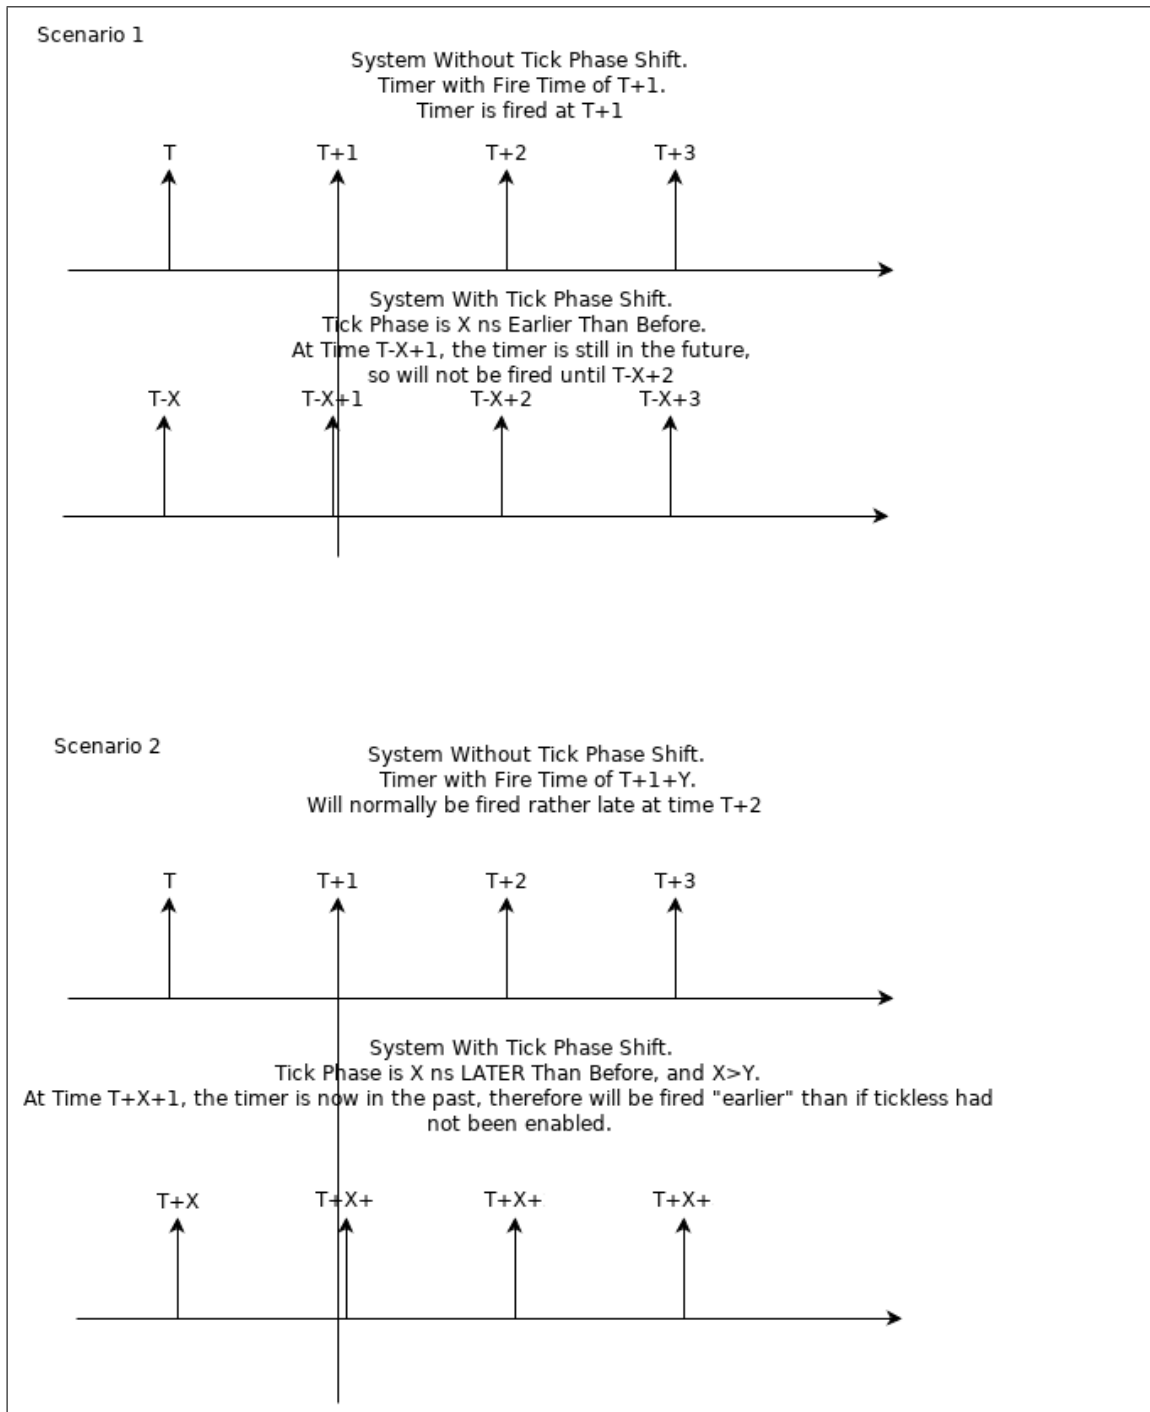 Scenario 1
System Without Tick Phase Shift.
Timer with Fire Time of T+1.
Timer is fired at T+1
T
T+1
T+2
T+3
System With Tick Phase Shift.
Tick Phase is X ns Earlier Than Before.
At Time T-X+1, the timer is still in the future,
so will not be fired until T-X+2
T-X
T-X+1
T-X+2
T-X+3
Scenario 2
System Without Tick Phase Shift.
Timer with Fire Time of T+1+Y.
Will normally be fired rather late at time T+2
T
T+1
T+2
T+3
System With Tick Phase Shift.
Tick Phase is X ns LATER Than Before, and X>Y.
At Time T+X+1, the timer is now in the past, therefore will be fired "earlier" than if tickless had
not been enabled.
T+X
T+X+
T+X+
T+X+